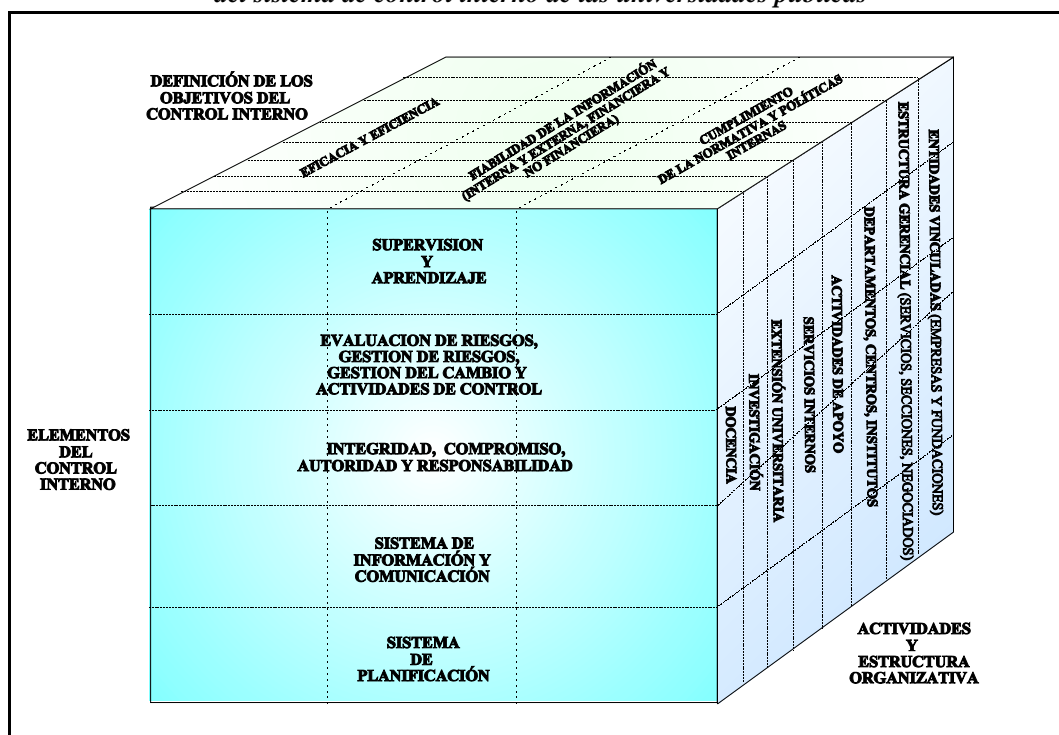 del sistema de control interno de las universidades públicas
DEFINICIÓN DE LOS
OBJETIVOS DEL
CONTROL INTERNO
EFICACIA Y EFICIENCIA
FIABILIDAD DE LA INFORMACIÓN
(INTERNA Y EXTERNA, FINANCIERA Y
NO FINANCIERA)
CUMPLIMIENTO
DE LA NORMATIVA Y POLÍTICAS
INTERNAS
SUPERVISION
Y
APRENDIZAJE
EVALUACION DE RIESGOS,
GESTION DE RIESGOS,
GESTION DEL CAMBIO Y
ACTIVIDADES DE CONTROL
ELEMENTOS
DEL
CONTROL
INTERNO
INTEGRIDAD, COMPROMISO,
AUTORIDAD Y RESPONSABILIDAD
SISTEMA DE
INFORMACIÓN Y
COMUNICACIÓN
SISTEMA
DE
PLANIFICACIÓN
DOCENCIA
INVESTIGACIÓN
EXTENSIÓN UNIVERSITARIA
SERVICIOS INTERNOS
ACTIVIDADES DE APOYO
DEPARTAMENTOS, CENTROS, INSTITUTOS
ESTRUCTURA GERENCIAL (SERVICIOS, SECCIONES, NEGOCIADOS)
ENTIDADES VINCULADAS (EMPRESAS Y FUNDACIONES)
ACTIVIDADES
Y
ESTRUCTURA
ORGANIZATIVA